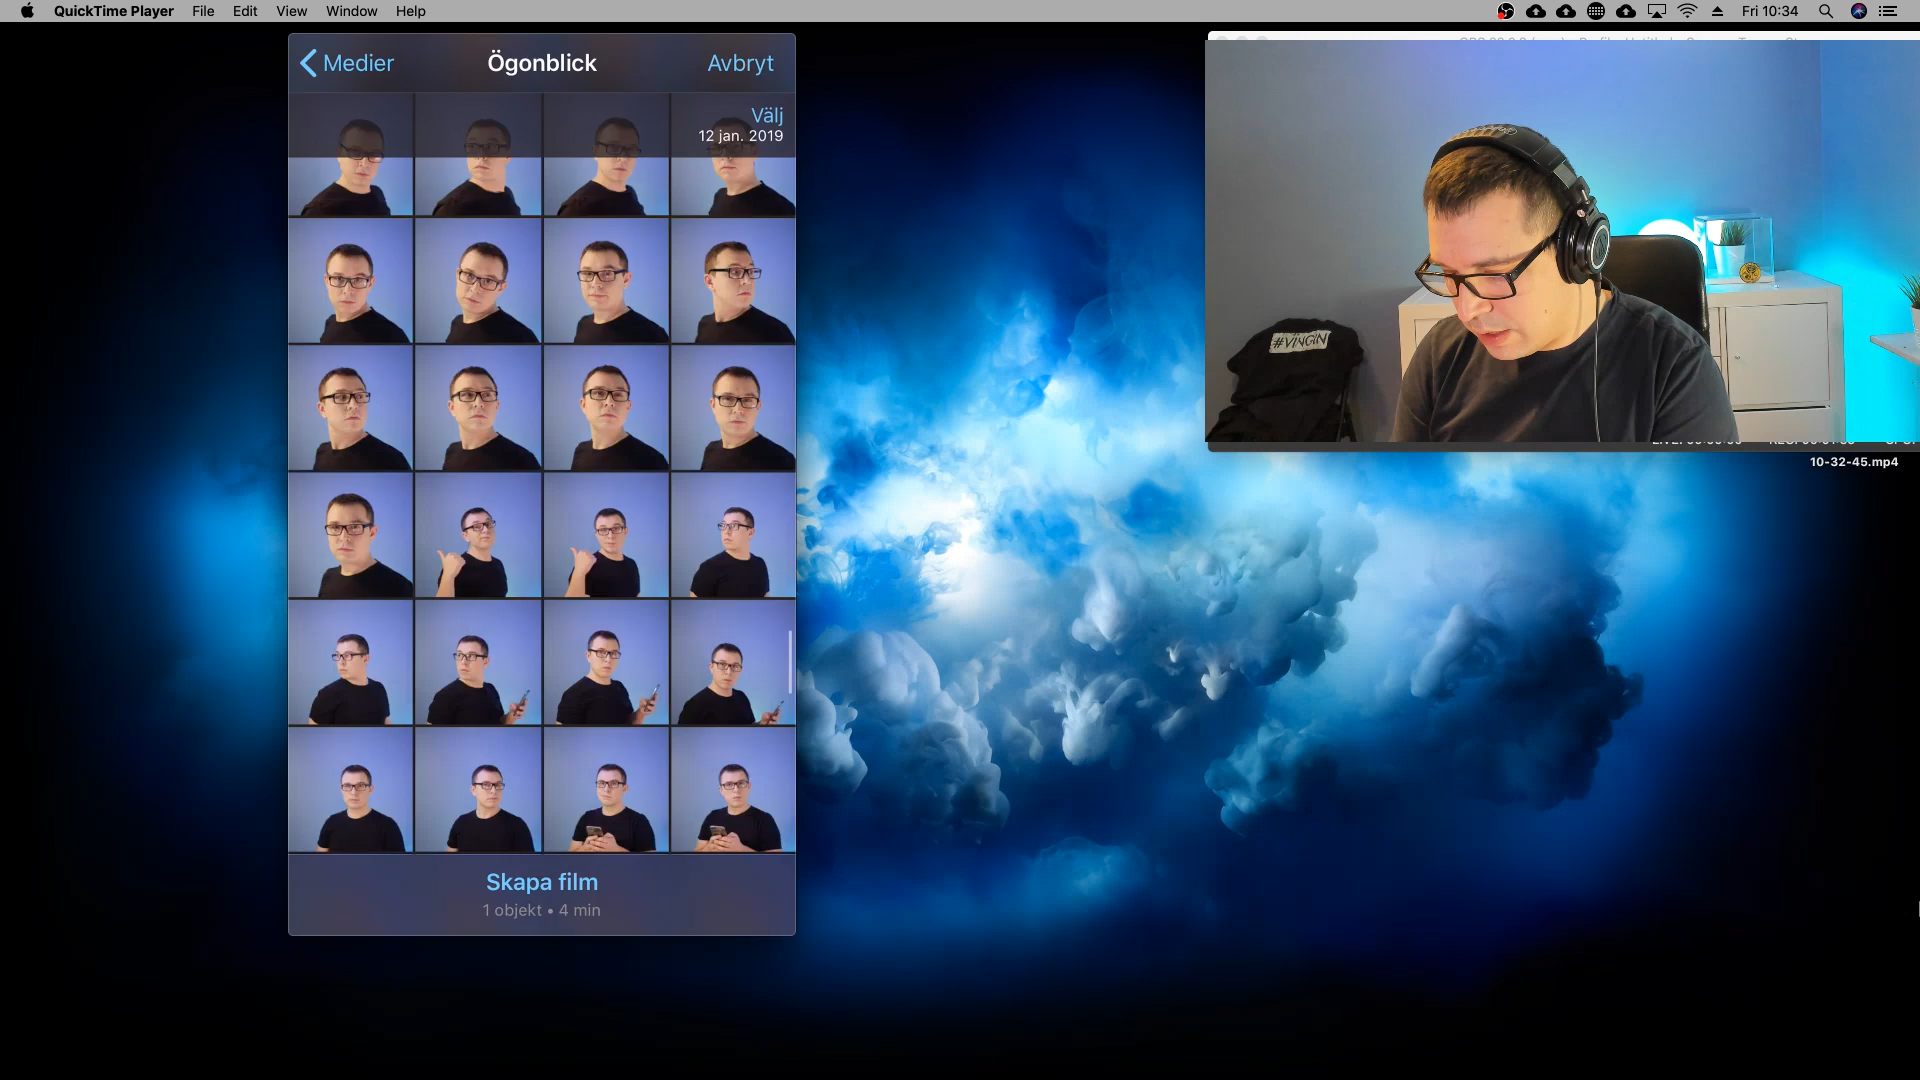 QuickTime Player File Edit View Window Help
Fri 10:34
Medier
Ögonblick
Avbryt
Välj
12 jan. 2019
#VINGIN
10-32-45.mp4
Skapa film
1 objekt • 4 min